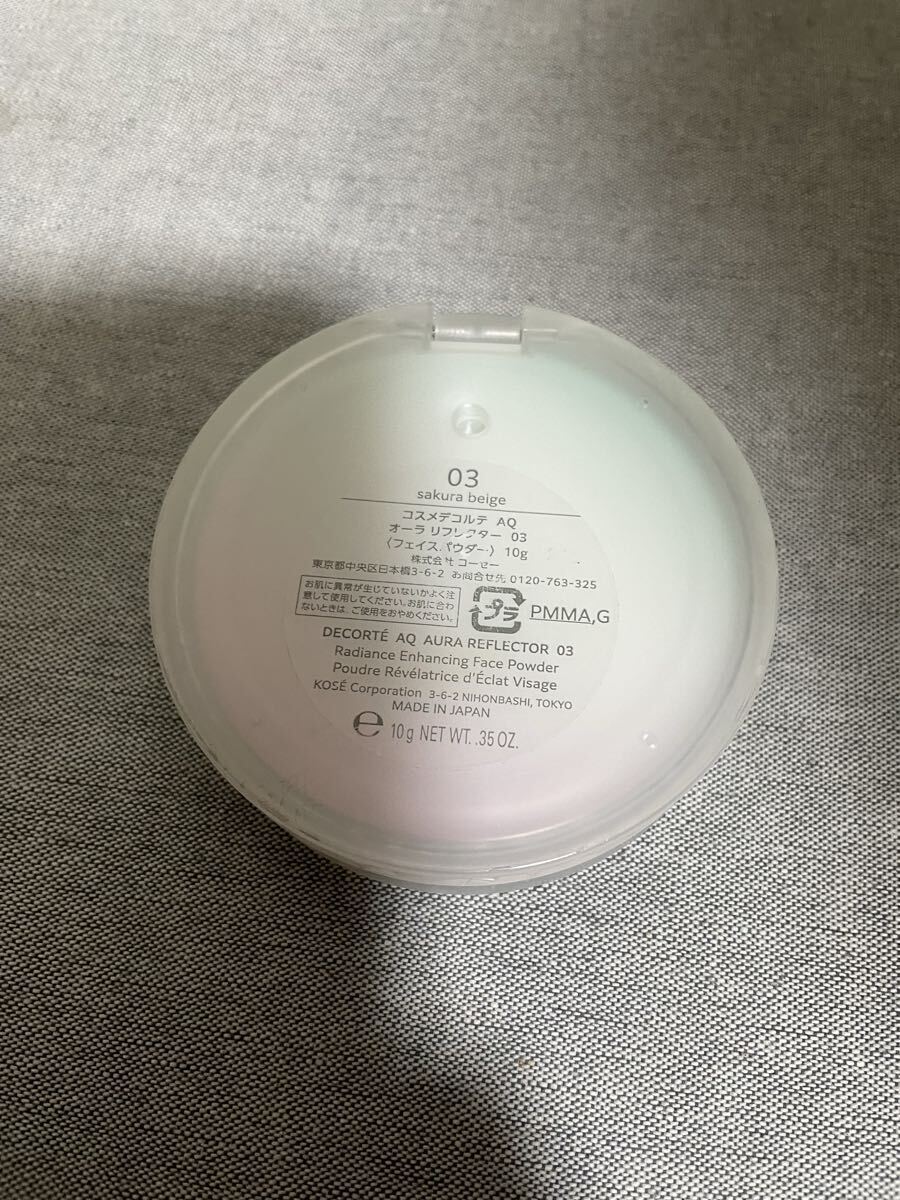 03
sakura beige
コスメデコルテ AQ
オーラ リフレクター 03
〈フェイス パウダー〉 10g
株式会社 コーセー
東京都中央区日本橋3-6-2 お問合せ先 0120-763-325
お肌に異常が生じていないかよく注
意して使用してください。お肌に合わ
ないときは、ご使用をおやめください。
プラ PMMA,G
DECORTÉ AQ AURA REFLECTOR 03
Radiance Enhancing Face Powder
Poudre Révélatrice d'Éclat Visage
KOSÉ Corporation 3-6-2 NIHONBASHI, TOKYO
MADE IN JAPAN
℮ 10g NET WT. .35 OZ.